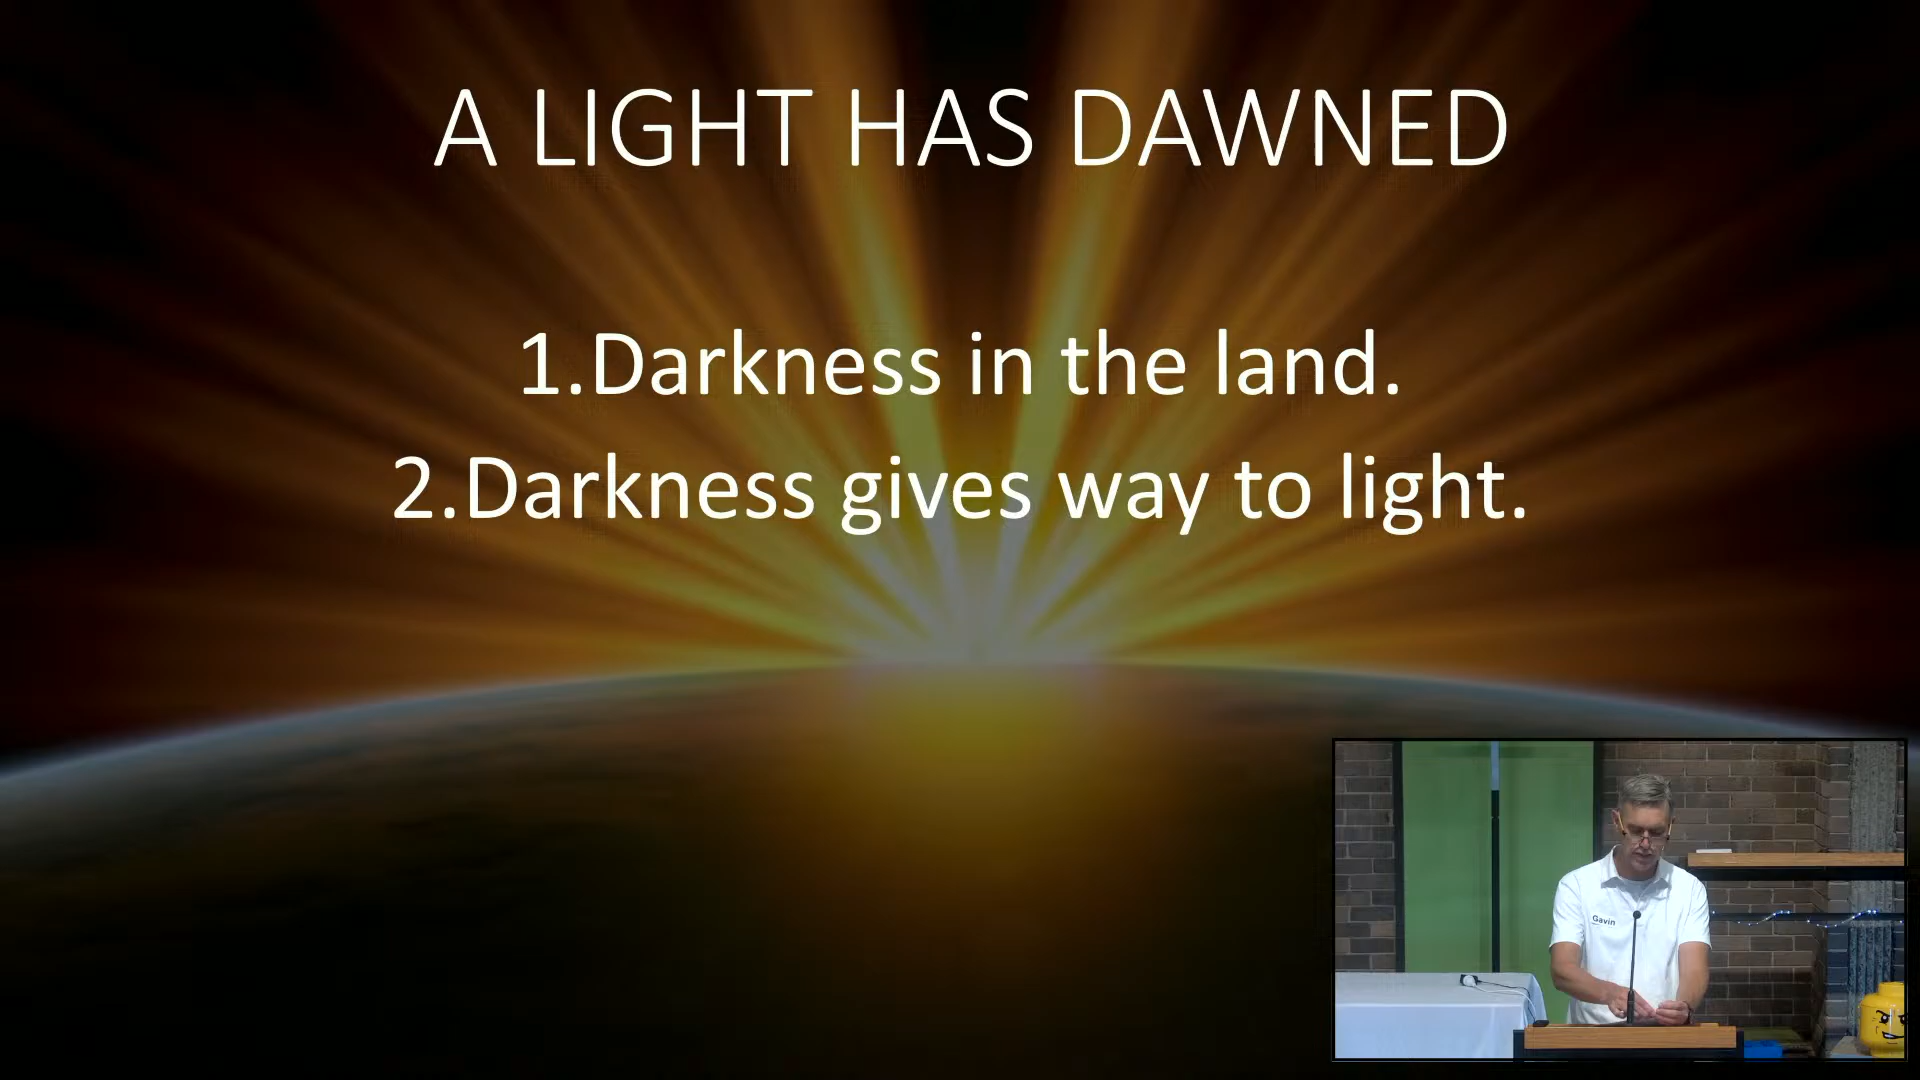 A LIGHT HAS DAWNED
1.Darkness in the land.
2.Darkness gives way to light.
Gavin